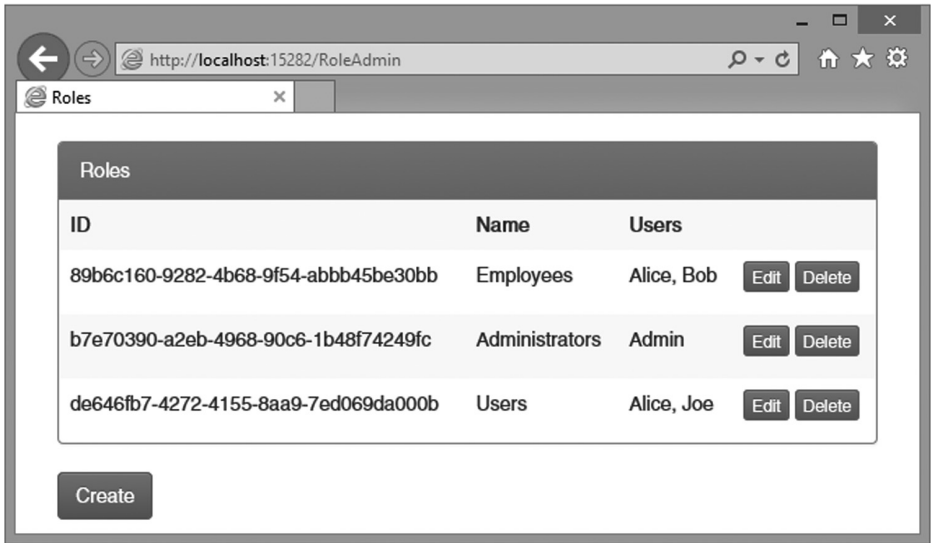 http://localhost:15282/RoleAdmin
Roles
Roles
ID Name Users
89b6c160-9282-4b68-9f54-abbb45be30bb Employees Alice, Bob Edit Delete
b7e70390-a2eb-4968-90c6-1b48f74249fc Administrators Admin Edit Delete
de646fb7-4272-4155-8aa9-7ed069da000b Users Alice, Joe Edit Delete
Create